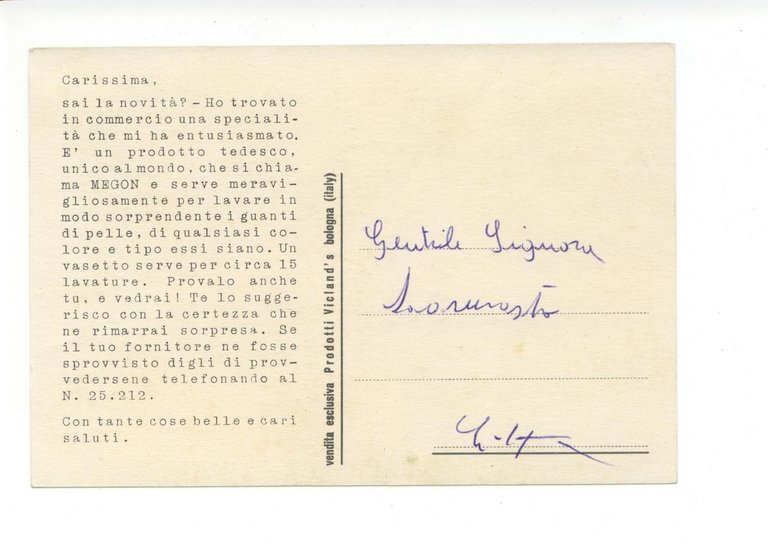 Carissima,
sai la novità? – Ho trovato
in commercio una speciali-
tà che mi ha entusiasmato.
E' un prodotto tedesco,
unico al mondo, che si chia-
ma MEGON e serve meravi-
gliosamente per lavare in
modo sorprendente i guanti
di pelle, di qualsiasi co-
lore e tipo essi siano. Un
vasetto serve per circa 15
lavature. Provalo anche
tu, e vedrai! Te lo sugge-
risco con la certezza che
ne rimarrai sorpresa. Se
il tuo fornitore ne fosse
sprovvisto digli di prov-
vedersene telefonando al
N. 25.212.
Con tante cose belle e cari
saluti.
vendita esclusiva Prodotti Vicland's bologna (italy)
Gentile Signora